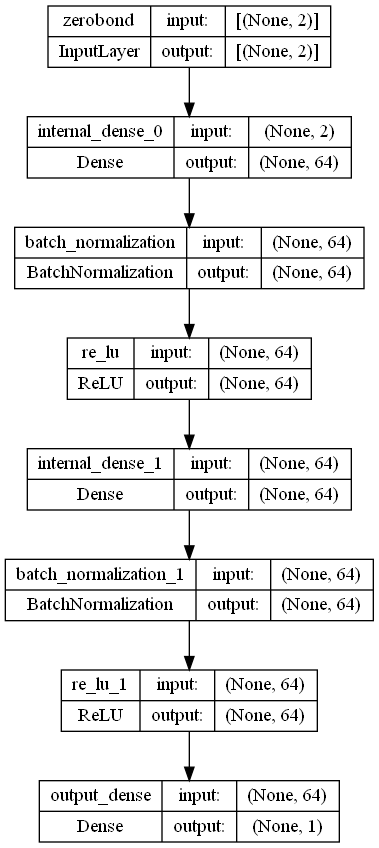 zerobond input: [(None, 2)]
InputLayer output: [(None, 2)]
internal_dense_0 input: (None, 2)
Dense output: (None, 64)
batch_normalization input: (None, 64)
BatchNormalization output: (None, 64)
re_lu input: (None, 64)
ReLU output: (None, 64)
internal_dense_1 input: (None, 64)
Dense output: (None, 64)
batch_normalization_1 input: (None, 64)
BatchNormalization output: (None, 64)
re_lu_1 input: (None, 64)
ReLU output: (None, 64)
output_dense input: (None, 64)
Dense output: (None, 1)